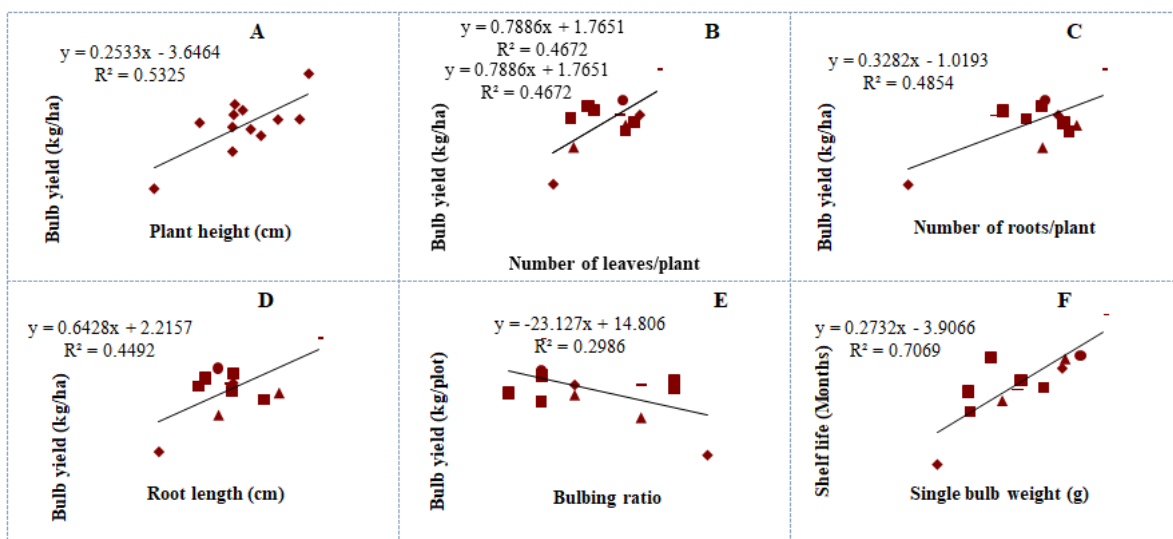 A
y = 0.2533x - 3.6464
R² = 0.5325
Bulb yield (kg/ha)
Plant height (cm)
B
y = 0.7886x + 1.7651
R² = 0.4672
y = 0.7886x + 1.7651
R² = 0.4672
Bulb yield (kg/ha)
Number of leaves/plant
C
y = 0.3282x - 1.0193
R² = 0.4854
Bulb yield (kg/ha)
Number of roots/plant
D
y = 0.6428x + 2.2157
R² = 0.4492
Bulb yield (kg/ha)
Root length (cm)
E
y = -23.127x + 14.806
R² = 0.2986
Bulb yield (kg/plot)
Bulbing ratio
F
y = 0.2732x - 3.9066
R² = 0.7069
Shelf life (Months)
Single bulb weight (g)